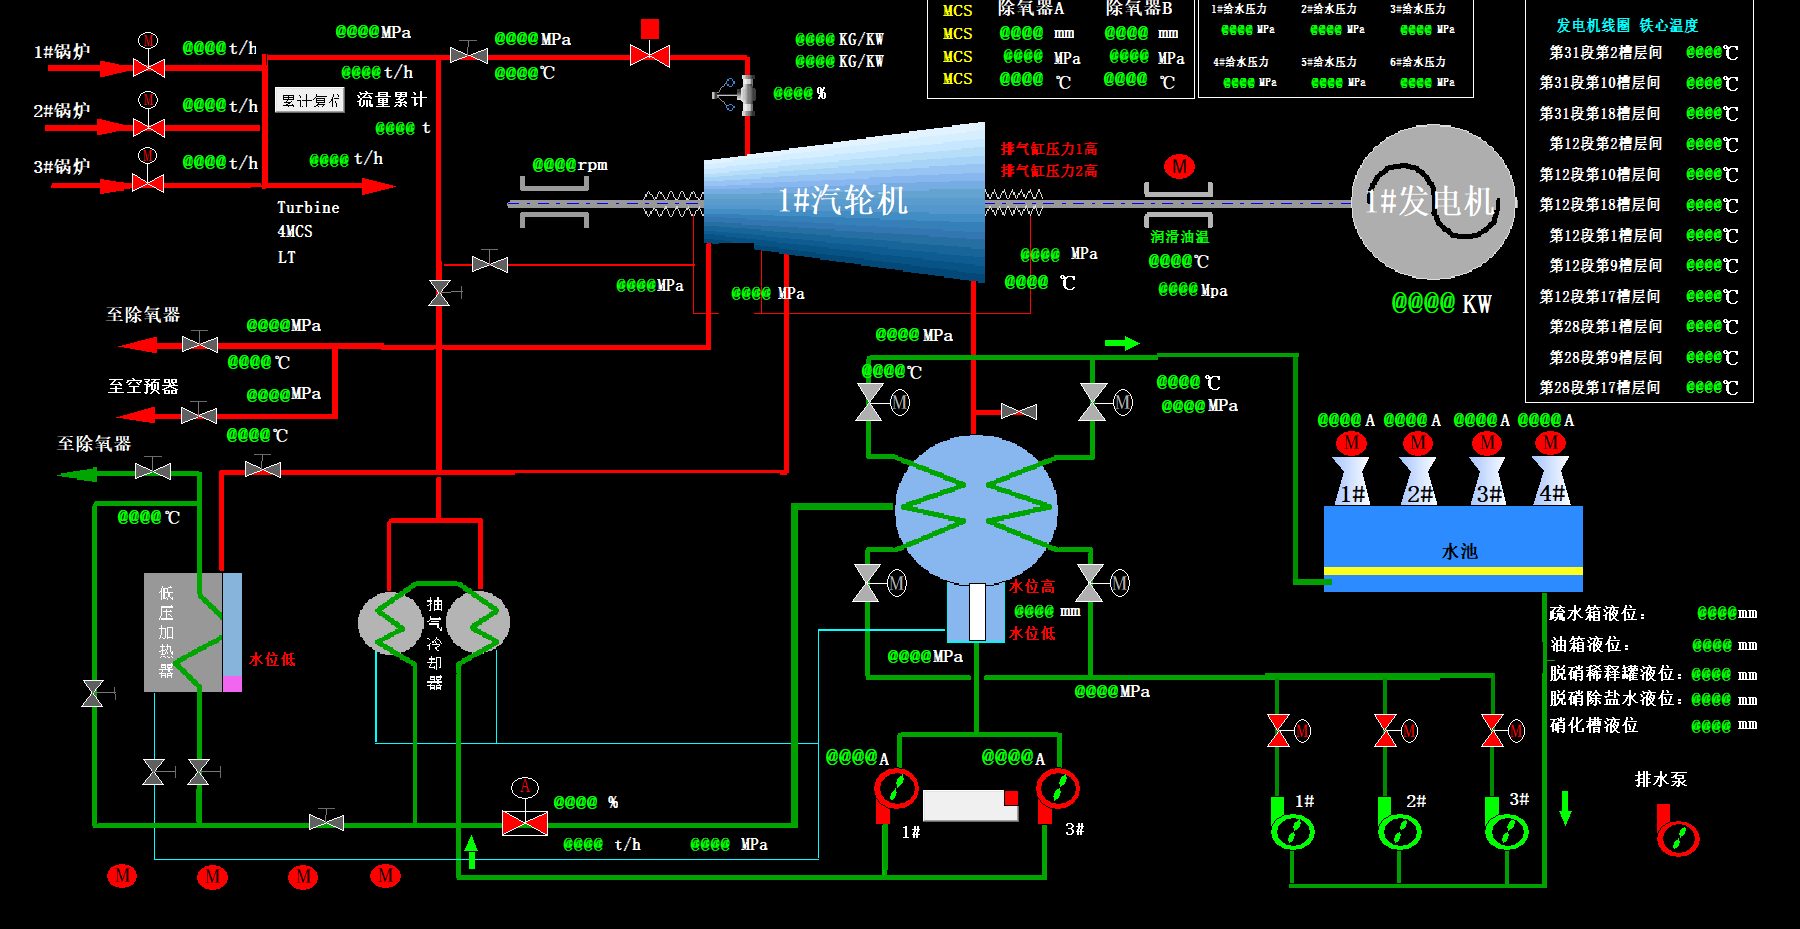 MCS 除氧器A 除氧器B
MCS @@@@ mm @@@@ mm
MCS @@@@ MPa @@@@ MPa
MCS @@@@ ℃ @@@@ ℃
1#给水压力 2#给水压力 3#给水压力
@@@@ MPa @@@@ MPa @@@@ MPa
4#给水压力 5#给水压力 6#给水压力
@@@@ MPa @@@@ MPa @@@@ MPa
发电机线圈 铁心温度
第31段第2槽层间 @@@@℃
第31段第10槽层间 @@@@℃
第31段第18槽层间 @@@@℃
第12段第2槽层间 @@@@℃
第12段第10槽层间 @@@@℃
第12段第18槽层间 @@@@℃
第12段第1槽层间 @@@@℃
第12段第9槽层间 @@@@℃
第12段第17槽层间 @@@@℃
第28段第1槽层间 @@@@℃
第28段第9槽层间 @@@@℃
第28段第17槽层间 @@@@℃
@@@@MPa
1#锅炉 M @@@@t/h
@@@@t/h
2#锅炉 M @@@@t/h
累计复位 流量累计
@@@@ t
3#锅炉 M @@@@t/h
@@@@t/h
Turbine
4MCS
LT
@@@@MPa
@@@@℃
@@@@KG/KW
@@@@KG/KW
@@@@%
@@@@rpm
1#汽轮机
排气缸压力1高
排气缸压力2高
M
润滑油温
@@@@℃
@@@@Mpa
1#发电机
@@@@KW
@@@@ MPa
@@@@ ℃
@@@@MPa
@@@@MPa
至除氧器 @@@@MPa
@@@@℃
至空预器 @@@@MPa
@@@@℃
至除氧器
@@@@℃
@@@@MPa
@@@@℃
M M
@@@@ ℃
@@@@MPa
@@@@A @@@@A @@@@A @@@@A
M M M M
1# 2# 3# 4#
水池
低压加热器
水位低
抽气冷却器
M M
水位高
@@@@ mm
水位低
@@@@MPa
@@@@MPa
疏水箱液位: @@@@mm
油箱液位: @@@@ mm
脱硝稀释罐液位: @@@@ mm
脱硝除盐水液位: @@@@ mm
硝化槽液位 @@@@ mm
M M M
1# 2# 3#
排水泵
@@@@A @@@@A
1# 3#
A
@@@@ %
@@@@ t/h @@@@ MPa
M M M M